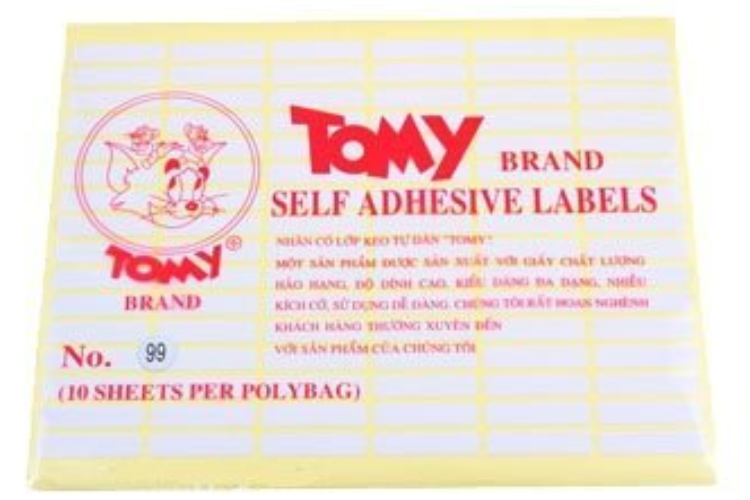 TOMY BRAND
SELF ADHESIVE LABELS
NHÃN CÓ LỚP KEO TỰ DÁN "TOMY".
MỘT SẢN PHẨM ĐƯỢC SẢN XUẤT VỚI GIẤY CHẤT LƯỢNG
HẢO HẠNG, ĐỘ DÍNH CAO, KIỂU DÁNG ĐA DẠNG, NHIỀU
KÍCH CỠ, SỬ DỤNG DỄ DÀNG. CHÚNG TÔI RẤT HOAN NGHÊNH
KHÁCH HÀNG THƯỜNG XUYÊN ĐẾN
VỚI SẢN PHẨM CỦA CHÚNG TÔI
TOMY®
BRAND
No. 99
(10 SHEETS PER POLYBAG)